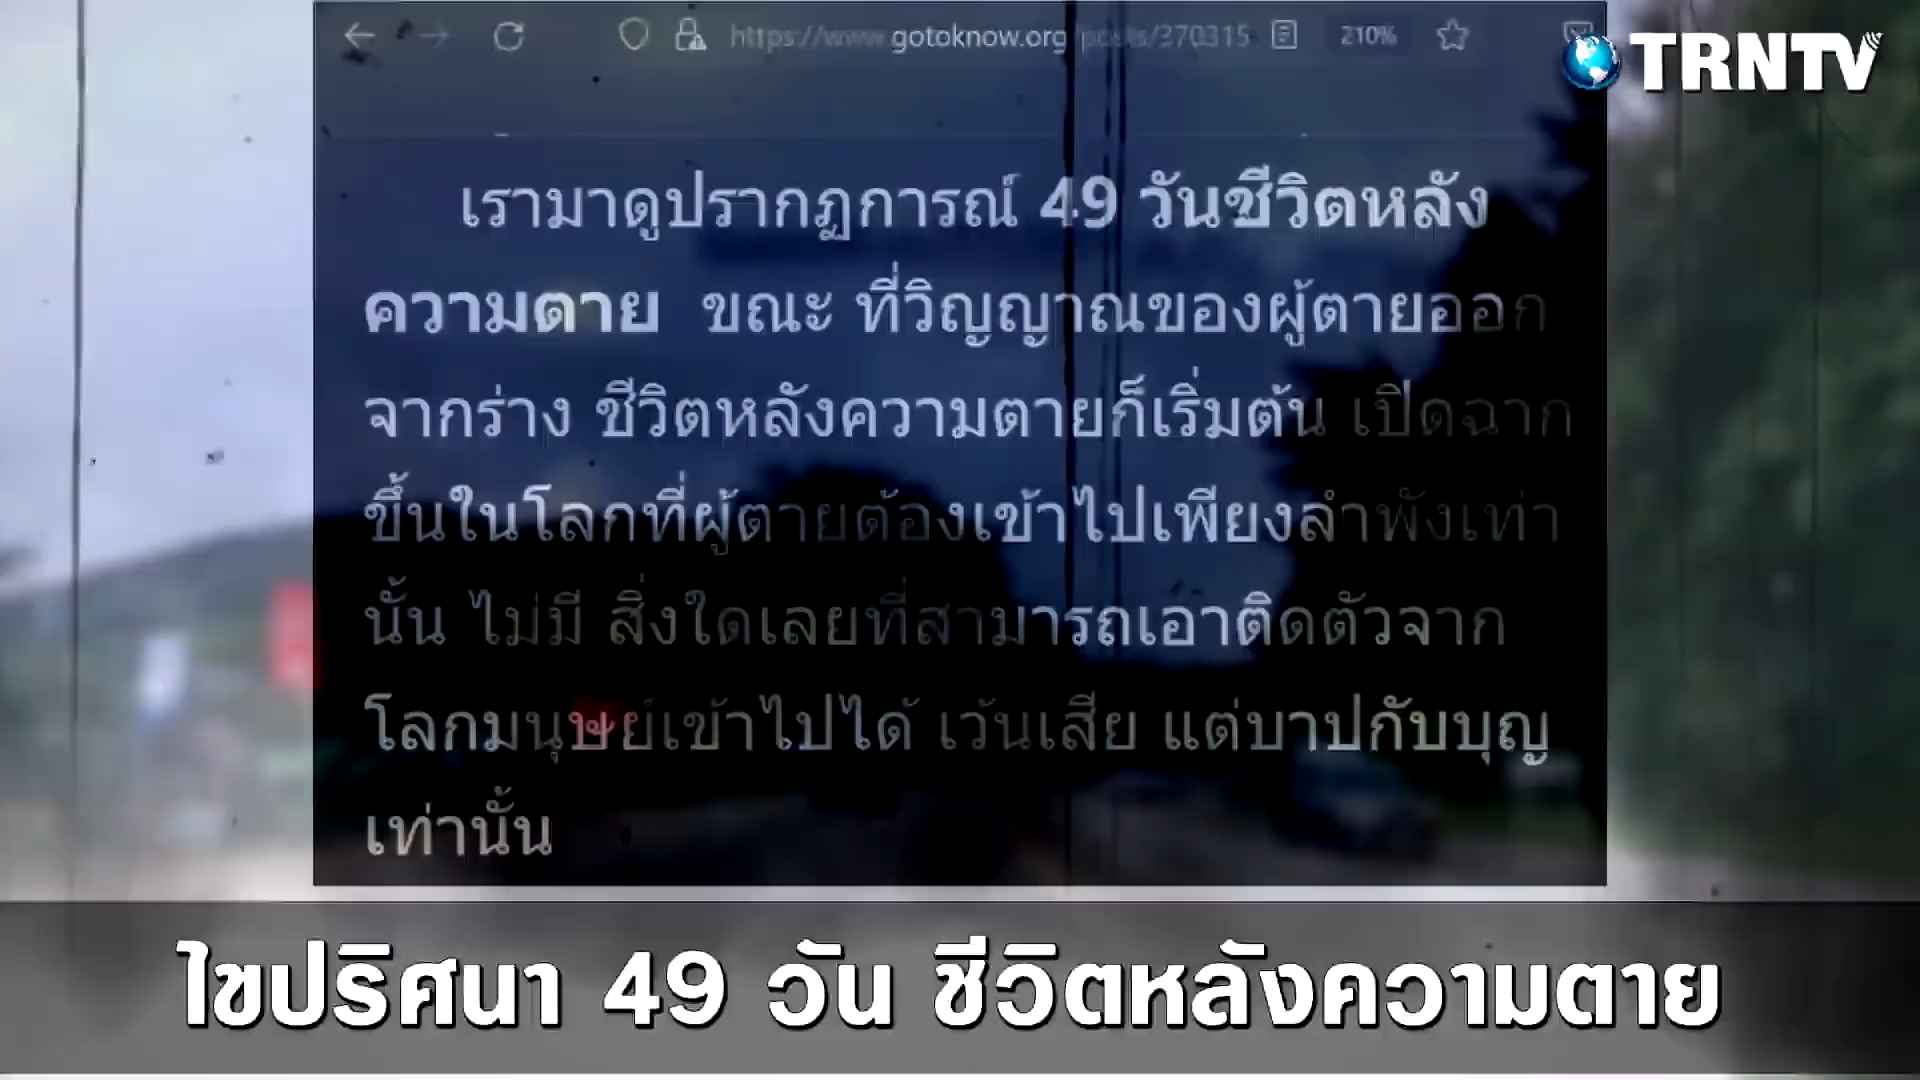 https://www.gotoknow.org/posts/370315 210%
TRNTV
เรามาดูปรากฏการณ์ 49 วันชีวิตหลัง
ความตาย ขณะ ที่วิญญาณของผู้ตายออก
จากร่าง ชีวิตหลังความตายก็เริ่มต้น เปิดฉาก
ขึ้นในโลกที่ผู้ตายต้องเข้าไปเพียงลำพังเท่า
นั้น ไม่มี สิ่งใดเลยที่สามารถเอาติดตัวจาก
โลกมนุษย์เข้าไปได้ เว้นเสีย แต่บาปกับบุญ
เท่านั้น
ไขปริศนา 49 วัน ชีวิตหลังความตาย